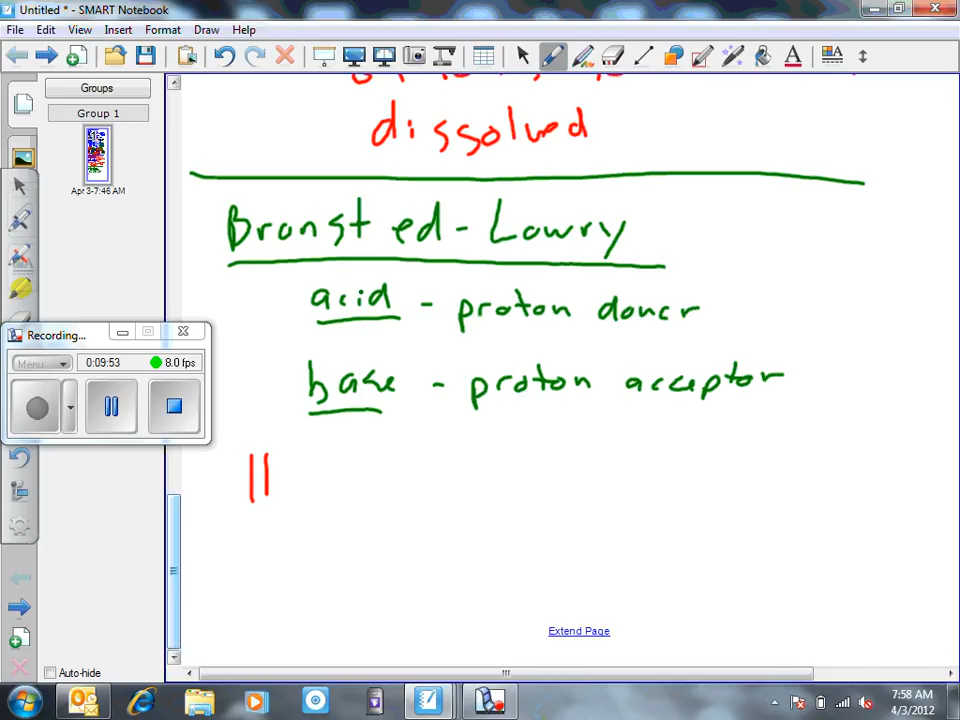 Untitled * - SMART Notebook
File Edit View Insert Format Draw Help
Groups
Group 1
Apr 3-7:46 AM
dissolved
Bronsted - Lowry
acid - proton donor
base - proton acceptor
Recording...
Menu 0:09:53 8.0 fps
Extend Page
Auto-hide
7:58 AM
4/3/2012